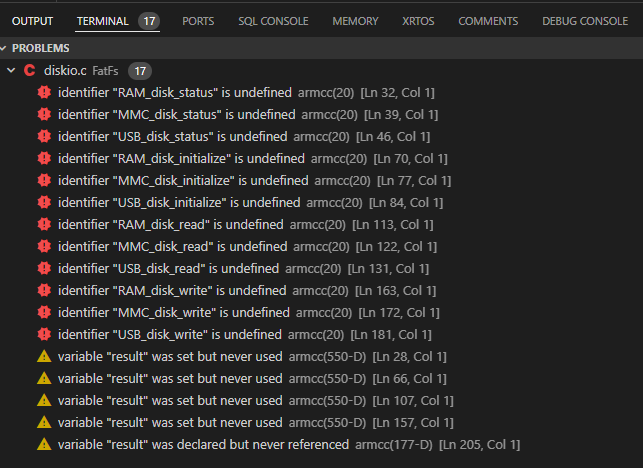 OUTPUT TERMINAL 17 PORTS SQL CONSOLE MEMORY XRTOS COMMENTS DEBUG CONSOLE
PROBLEMS
C diskio.c FatFs 17
identifier "RAM_disk_status" is undefined armcc(20) [Ln 32, Col 1]
identifier "MMC_disk_status" is undefined armcc(20) [Ln 39, Col 1]
identifier "USB_disk_status" is undefined armcc(20) [Ln 46, Col 1]
identifier "RAM_disk_initialize" is undefined armcc(20) [Ln 70, Col 1]
identifier "MMC_disk_initialize" is undefined armcc(20) [Ln 77, Col 1]
identifier "USB_disk_initialize" is undefined armcc(20) [Ln 84, Col 1]
identifier "RAM_disk_read" is undefined armcc(20) [Ln 113, Col 1]
identifier "MMC_disk_read" is undefined armcc(20) [Ln 122, Col 1]
identifier "USB_disk_read" is undefined armcc(20) [Ln 131, Col 1]
identifier "RAM_disk_write" is undefined armcc(20) [Ln 163, Col 1]
identifier "MMC_disk_write" is undefined armcc(20) [Ln 172, Col 1]
identifier "USB_disk_write" is undefined armcc(20) [Ln 181, Col 1]
variable "result" was set but never used armcc(550-D) [Ln 28, Col 1]
variable "result" was set but never used armcc(550-D) [Ln 66, Col 1]
variable "result" was set but never used armcc(550-D) [Ln 107, Col 1]
variable "result" was set but never used armcc(550-D) [Ln 157, Col 1]
variable "result" was declared but never referenced armcc(177-D) [Ln 205, Col 1]